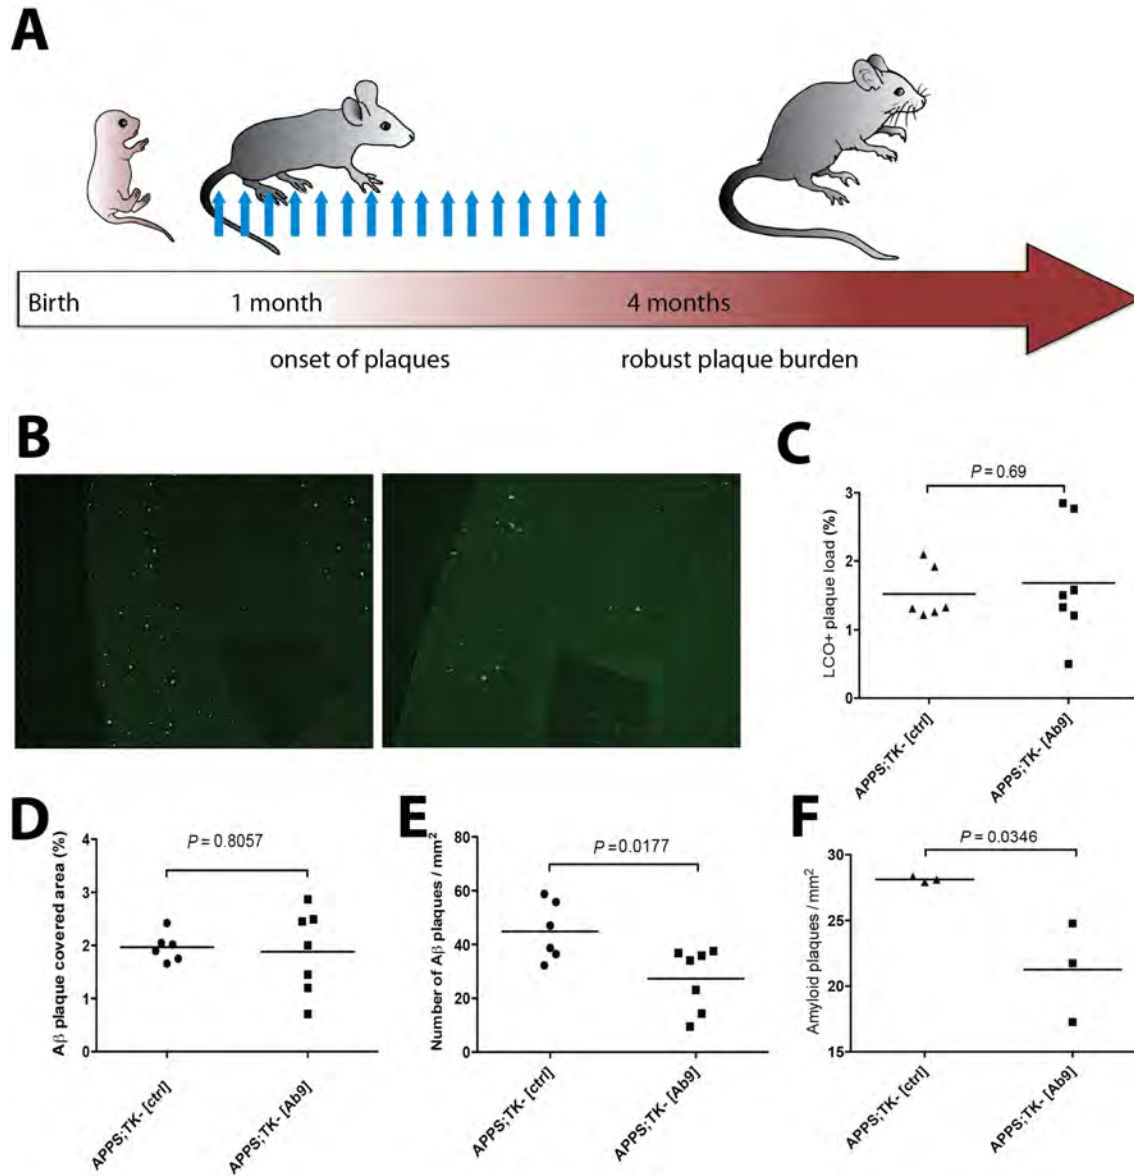 A
Birth
1 month
4 months
onset of plaques
robust plaque burden
B
C
P = 0.69
LCO+ plaque load (%)
3
2
1
0
APPS;TK- [ctrl]
APPS;TK- [Ab9]
D
P = 0.8057
Aβ plaque covered area (%)
4
3
2
1
0
APPS;TK- [ctrl]
APPS;TK- [Ab9]
E
P = 0.0177
Number of Aβ plaques / mm²
80
60
40
20
0
APPS;TK- [ctrl]
APPS;TK- [Ab9]
F
P = 0.0346
Amyloid plaques / mm²
30
25
20
15
APPS;TK- [ctrl]
APPS;TK- [Ab9]